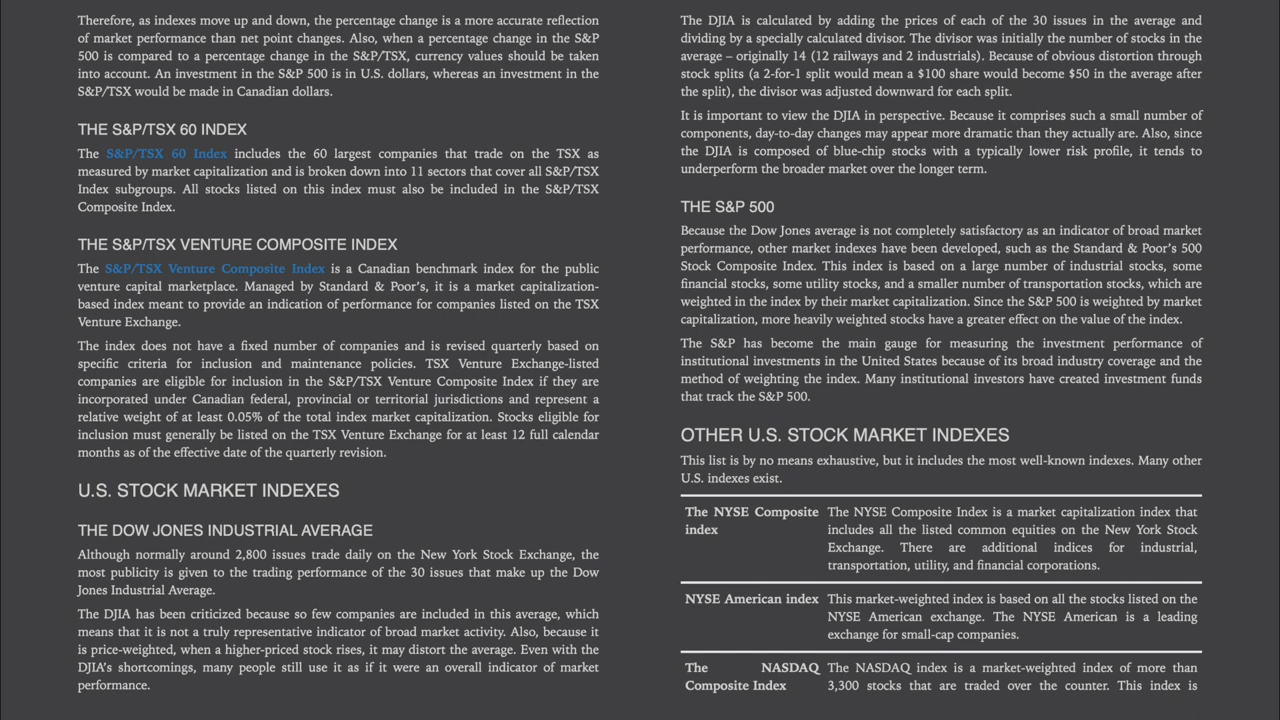 Therefore, as indexes move up and down, the percentage change is a more accurate reflection
of market performance than net point changes. Also, when a percentage change in the S&P
500 is compared to a percentage change in the S&P/TSX, currency values should be taken
into account. An investment in the S&P 500 is in U.S. dollars, whereas an investment in the
S&P/TSX would be made in Canadian dollars.
THE S&P/TSX 60 INDEX
The S&P/TSX 60 Index includes the 60 largest companies that trade on the TSX as
measured by market capitalization and is broken down into 11 sectors that cover all S&P/TSX
Index subgroups. All stocks listed on this index must also be included in the S&P/TSX
Composite Index.
THE S&P/TSX VENTURE COMPOSITE INDEX
The S&P/TSX Venture Composite Index is a Canadian benchmark index for the public
venture capital marketplace. Managed by Standard & Poor's, it is a market capitalization-
based index meant to provide an indication of performance for companies listed on the TSX
Venture Exchange.
The index does not have a fixed number of companies and is revised quarterly based on
specific criteria for inclusion and maintenance policies. TSX Venture Exchange-listed
companies are eligible for inclusion in the S&P/TSX Venture Composite Index if they are
incorporated under Canadian federal, provincial or territorial jurisdictions and represent a
relative weight of at least 0.05% of the total index market capitalization. Stocks eligible for
inclusion must generally be listed on the TSX Venture Exchange for at least 12 full calendar
months as of the effective date of the quarterly revision.
U.S. STOCK MARKET INDEXES
THE DOW JONES INDUSTRIAL AVERAGE
Although normally around 2,800 issues trade daily on the New York Stock Exchange, the
most publicity is given to the trading performance of the 30 issues that make up the Dow
Jones Industrial Average.
The DJIA has been criticized because so few companies are included in this average, which
means that it is not a truly representative indicator of broad market activity. Also, because it
is price-weighted, when a higher-priced stock rises, it may distort the average. Even with the
DJIA's shortcomings, many people still use it as if it were an overall indicator of market
performance.
The DJIA is calculated by adding the prices of each of the 30 issues in the average and
dividing by a specially calculated divisor. The divisor was initially the number of stocks in the
average – originally 14 (12 railways and 2 industrials). Because of obvious distortion through
stock splits (a 2-for-1 split would mean a $100 share would become $50 in the average after
the split), the divisor was adjusted downward for each split.
It is important to view the DJIA in perspective. Because it comprises such a small number of
components, day-to-day changes may appear more dramatic than they actually are. Also, since
the DJIA is composed of blue-chip stocks with a typically lower risk profile, it tends to
underperform the broader market over the longer term.
THE S&P 500
Because the Dow Jones average is not completely satisfactory as an indicator of broad market
performance, other market indexes have been developed, such as the Standard & Poor's 500
Stock Composite Index. This index is based on a large number of industrial stocks, some
financial stocks, some utility stocks, and a smaller number of transportation stocks, which are
weighted in the index by their market capitalization. Since the S&P 500 is weighted by market
capitalization, more heavily weighted stocks have a greater effect on the value of the index.
The S&P has become the main gauge for measuring the investment performance of
institutional investments in the United States because of its broad industry coverage and the
method of weighting the index. Many institutional investors have created investment funds
that track the S&P 500.
OTHER U.S. STOCK MARKET INDEXES
This list is by no means exhaustive, but it includes the most well-known indexes. Many other
U.S. indexes exist.
The NYSE Composite The NYSE Composite Index is a market capitalization index that
index includes all the listed common equities on the New York Stock
Exchange. There are additional indices for industrial,
transportation, utility, and financial corporations.
NYSE American index This market-weighted index is based on all the stocks listed on the
NYSE American exchange. The NYSE American is a leading
exchange for small-cap companies.
The NASDAQ The NASDAQ index is a market-weighted index of more than
Composite Index 3,300 stocks that are traded over the counter. This index is